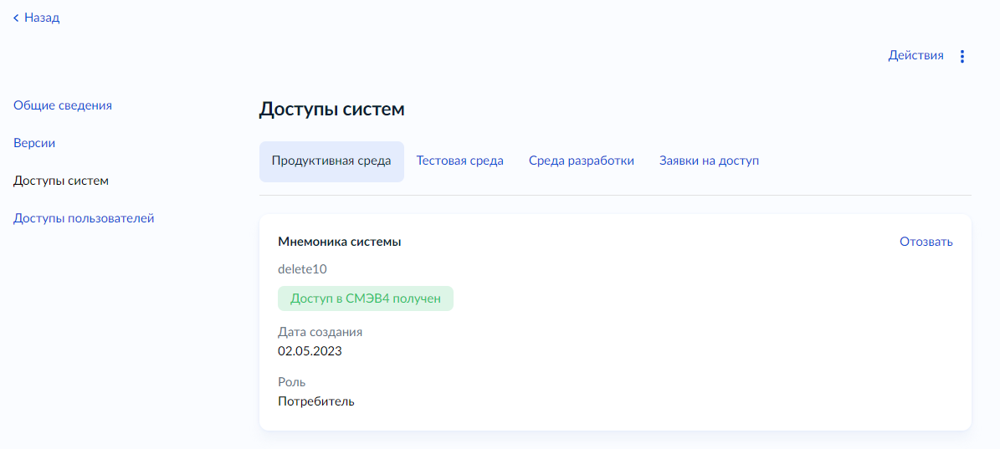 Назад
Действия
Общие сведения
Версии
Доступы систем
Доступы пользователей
Доступы систем
Продуктивная среда Тестовая среда Среда разработки Заявки на доступ
Мнемоника системы Отозвать
delete10
Доступ в СМЭВ4 получен
Дата создания
02.05.2023
Роль
Потребитель